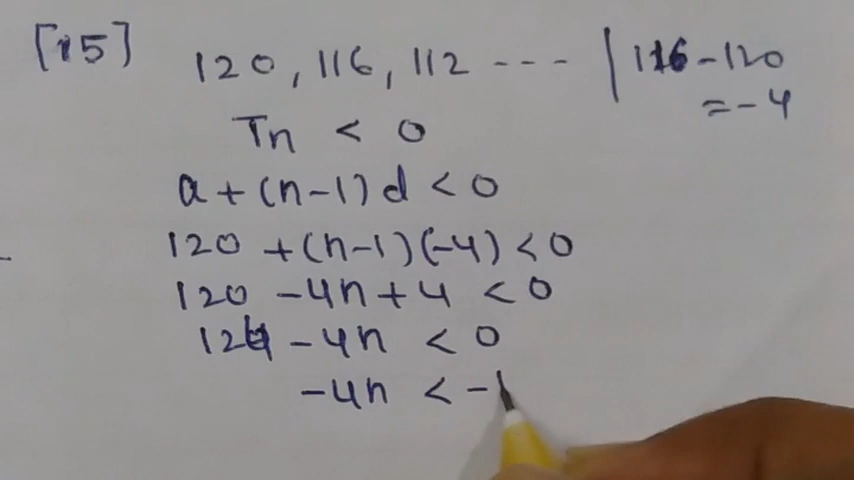 [15] 120, 116, 112 --- | 116 - 120
= -4
Tn < 0
a + (n-1)d < 0
120 + (n-1)(-4) < 0
120 - 4n + 4 < 0
124 - 4n < 0
-4n < -1